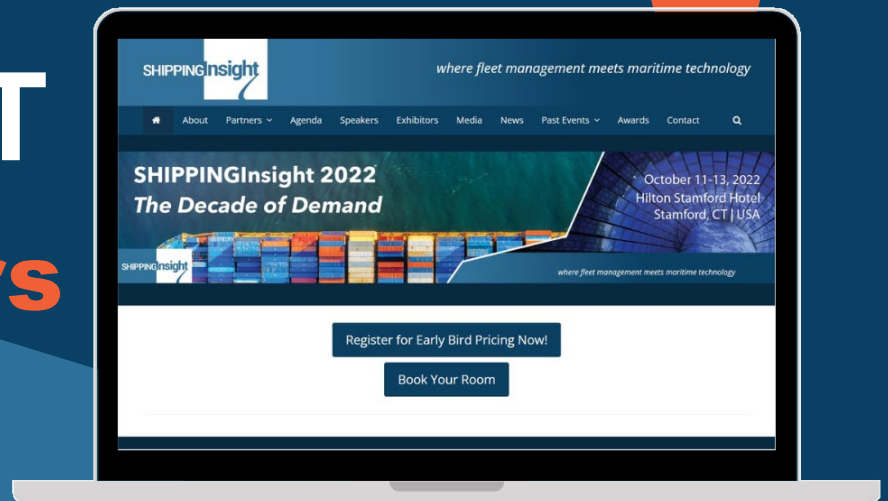 T
's
SHIPPINGInsight
where fleet management meets maritime technology
About Partners Agenda Speakers Exhibitors Media News Past Events Awards Contact
SHIPPINGInsight 2022
The Decade of Demand
October 11-13, 2022
Hilton Stamford Hotel
Stamford, CT | USA
SHIPPINGInsight
where fleet management meets maritime technology
Register for Early Bird Pricing Now!
Book Your Room